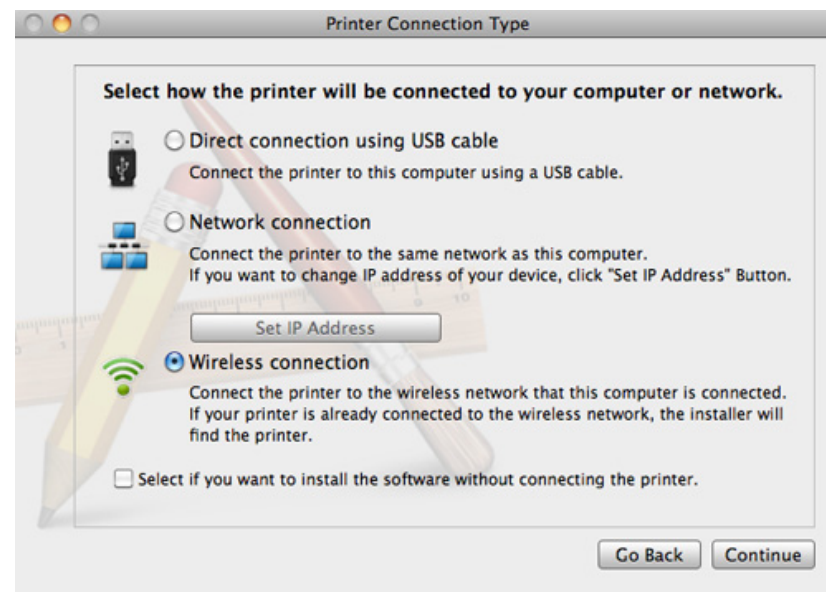 Printer Connection Type
Select how the printer will be connected to your computer or network.
Direct connection using USB cable
Connect the printer to this computer using a USB cable.
Network connection
Connect the printer to the same network as this computer.
If you want to change IP address of your device, click "Set IP Address" Button.
10
Set IP Address
Wireless connection
Connect the printer to the wireless network that this computer is connected.
If your printer is already connected to the wireless network, the installer will
find the printer.
Select if you want to install the software without connecting the printer.
Go Back Continue